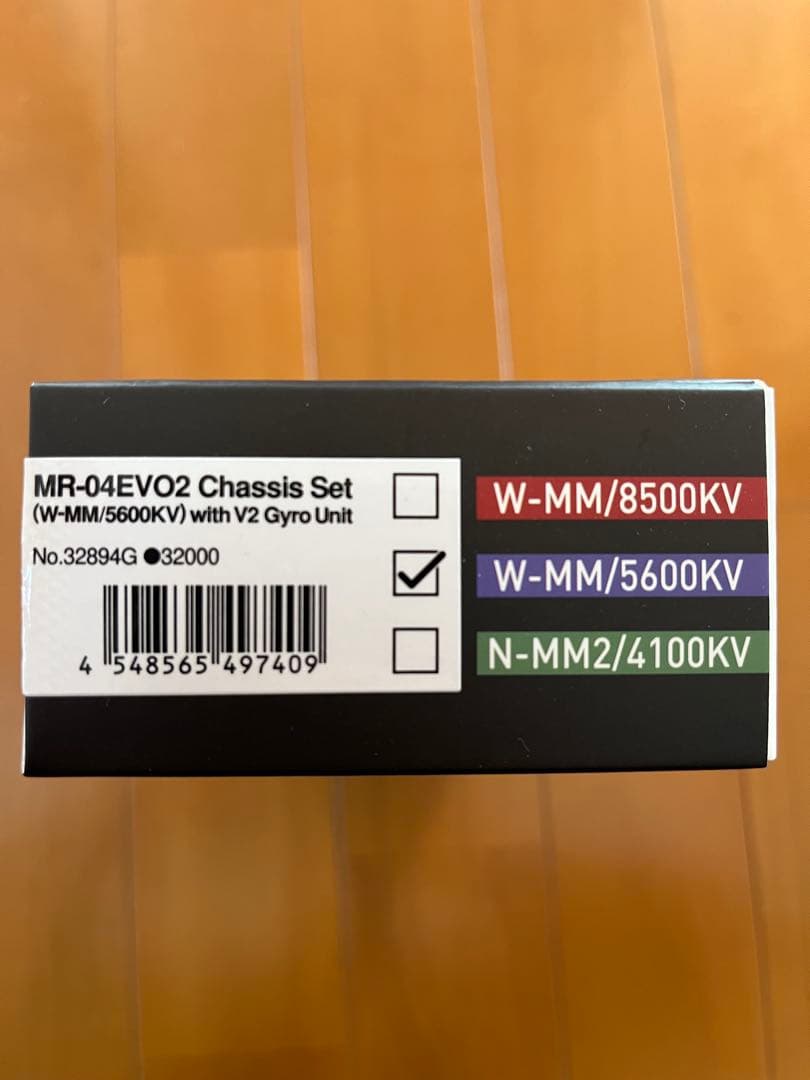 MR-04EVO2 Chassis Set
(W-MM/5600KV) with V2 Gyro Unit
No.32894G ●32000
4 548565 497409
W-MM/8500KV
W-MM/5600KV
N-MM2/4100KV